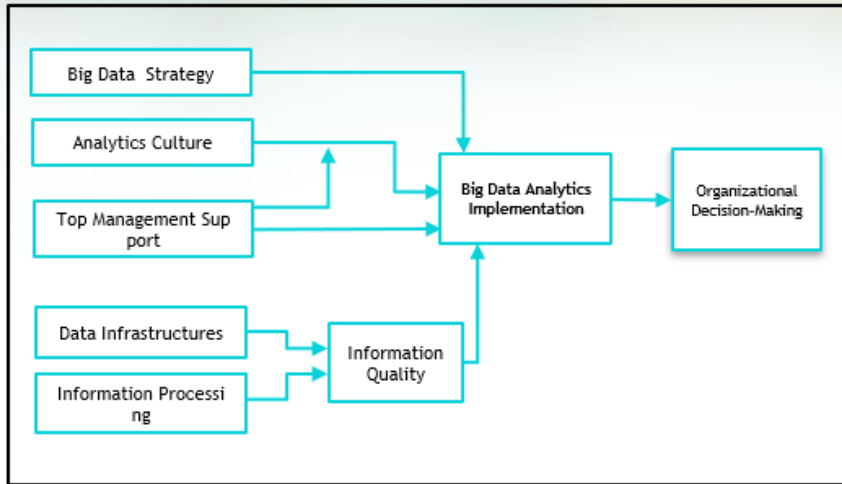 Big Data Strategy
Analytics Culture
Top Management Sup
port
Data Infrastructures
Information Processi
ng
Information
Quality
Big Data Analytics
Implementation
Organizational
Decision-Making